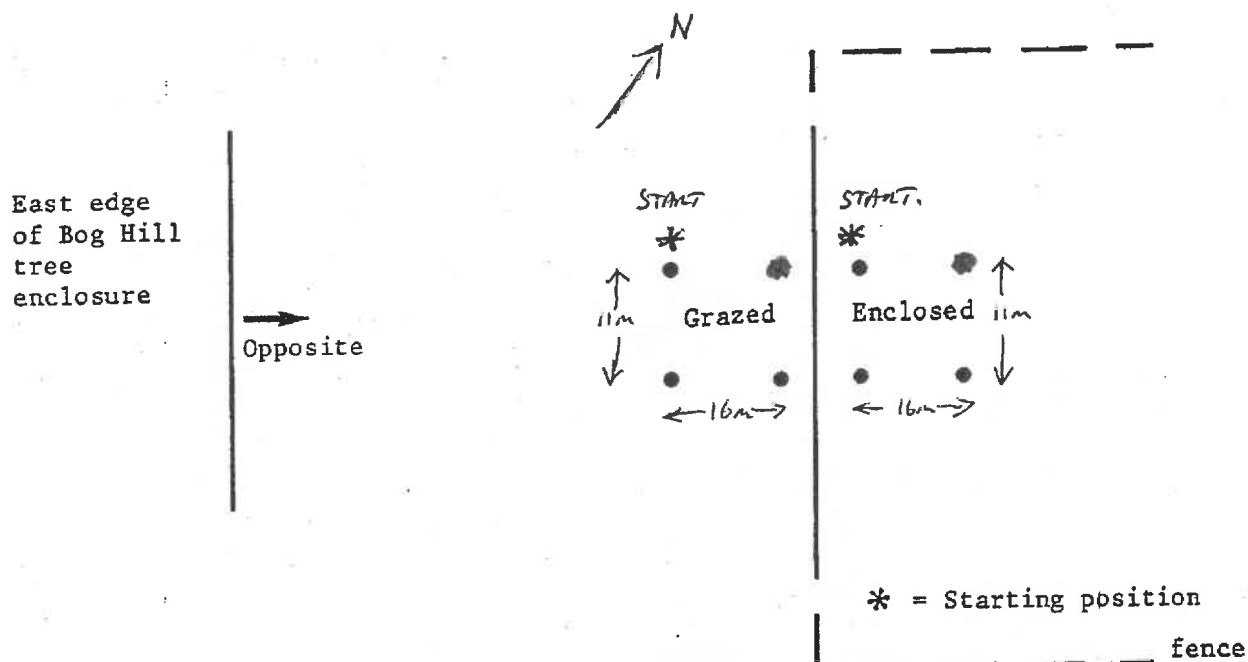 N
East edge
of Bog Hill
tree
enclosure
Opposite
START
START.
11m
Grazed
Enclosed
11m
16m
16m
* = Starting position
fence